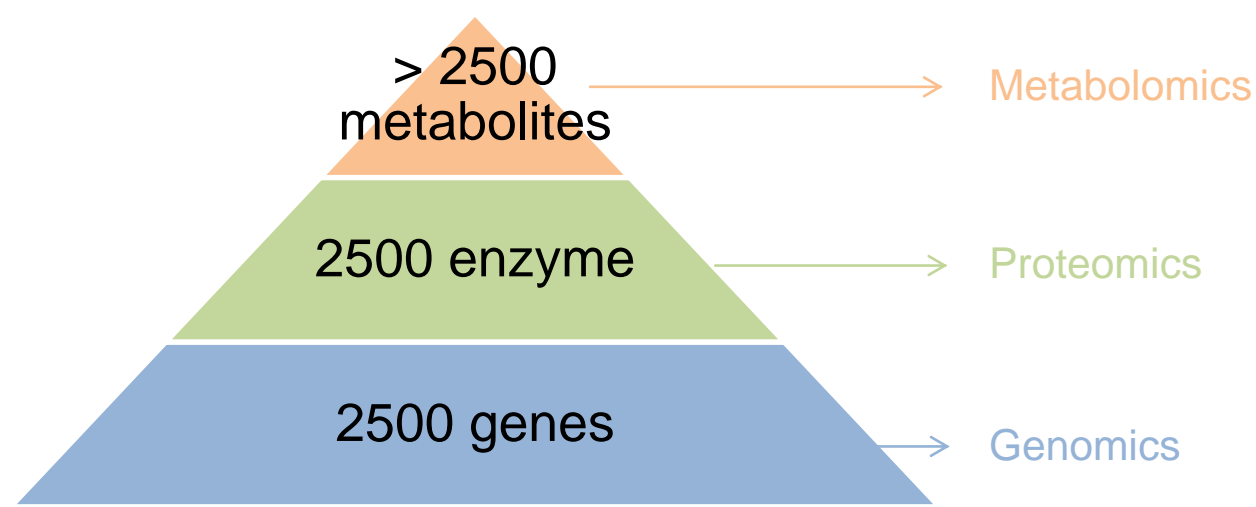 > 2500
metabolites
Metabolomics
2500 enzyme
Proteomics
2500 genes
Genomics